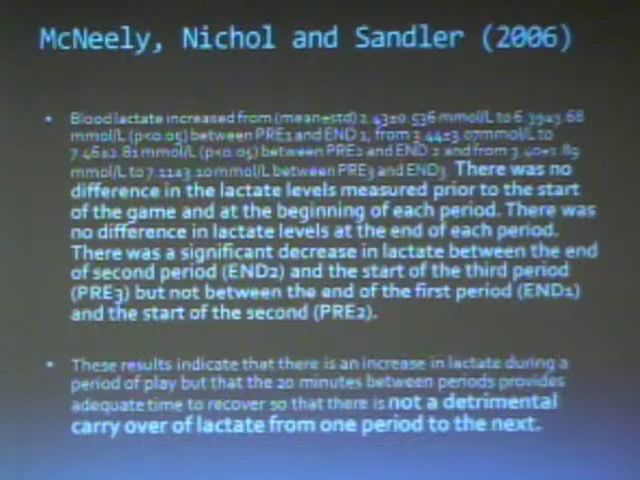 McNeely, Nichol and Sandler (2006)
• Blood lactate increased from (mean±std) 2.43±0.536 mmol/L to 6.39±3.68
mmol/L (p<0.05) between PRE1 and END 1, from 3.44±3.07mmol/L to
7.46±2.81 mmol/L (p<0.05) between PRE2 and END 2 and from 3.40±1.89
mmol/L to 7.11±3.10 mmol/L between PRE3 and END3. There was no
difference in the lactate levels measured prior to the start
of the game and at the beginning of each period. There was
no difference in lactate levels at the end of each period.
There was a significant decrease in lactate between the end
of second period (END2) and the start of the third period
(PRE3) but not between the end of the first period (END1)
and the start of the second (PRE2).
• These results indicate that there is an increase in lactate during a
period of play but that the 20 minutes between periods provides
adequate time to recover so that there is not a detrimental
carry over of lactate from one period to the next.